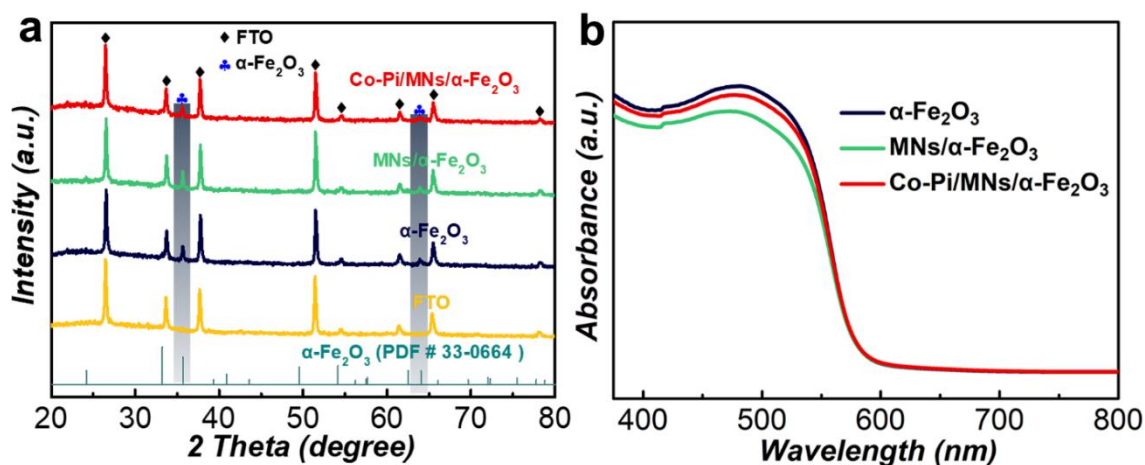 a
Intensity (a.u.)
♦ FTO
♣ α-Fe₂O₃
Co-Pi/MNs/α-Fe₂O₃
MNs/α-Fe₂O₃
α-Fe₂O₃
FTO
α-Fe₂O₃ (PDF # 33-0664 )
20 30 40 50 60 70 80
2 Theta (degree)
b
Absorbance (a.u.)
α-Fe₂O₃
MNs/α-Fe₂O₃
Co-Pi/MNs/α-Fe₂O₃
400 500 600 700 800
Wavelength (nm)